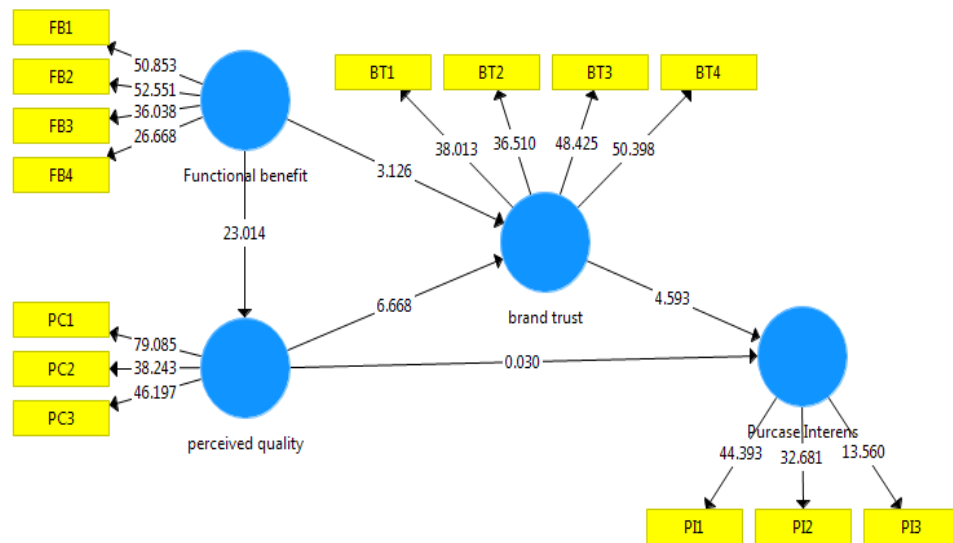 FB1
FB2
FB3
FB4
50.853
52.551
36.038
26.668
Functional benefit
BT1
BT2
BT3
BT4
38.013
36.510
48.425
50.398
3.126
23.014
6.668
brand trust
4.593
0.030
PC1
PC2
PC3
79.085
38.243
46.197
perceived quality
Purcase Interens
44.393
32.681
13.560
PI1
PI2
PI3